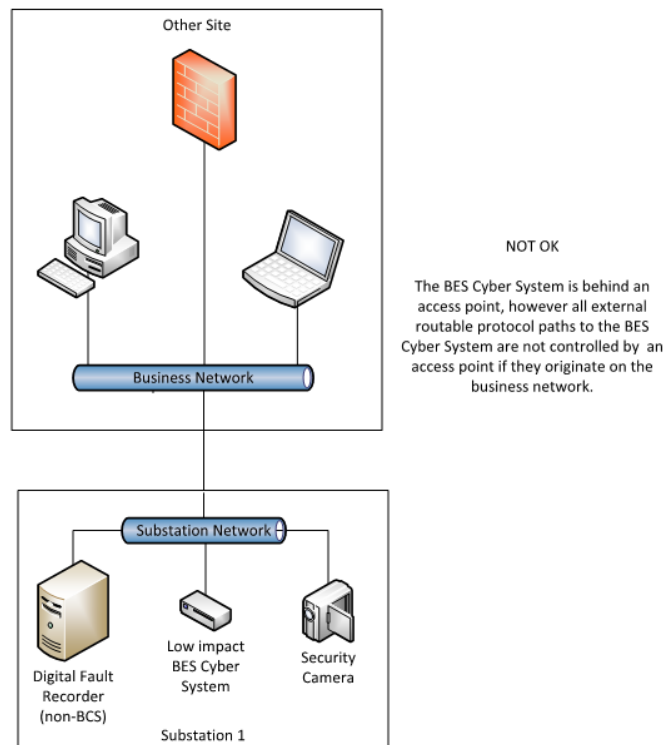 Other Site
Business Network
NOT OK
The BES Cyber System is behind an
access point, however all external
routable protocol paths to the BES
Cyber System are not controlled by an
access point if they originate on the
business network.
Substation Network
Digital Fault
Recorder
(non-BCS)
Low impact
BES Cyber
System
Security
Camera
Substation 1